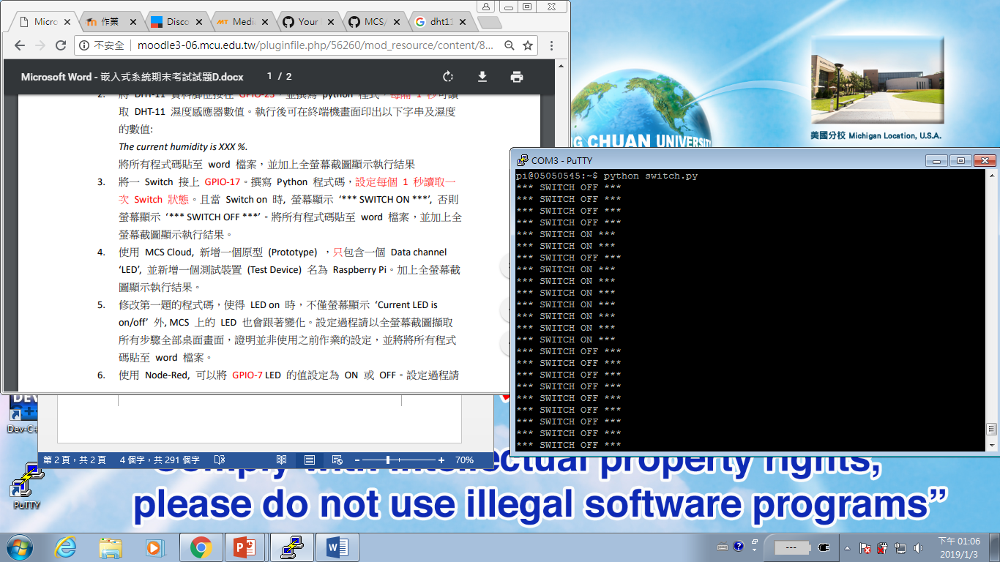 Micro
作業
Disco
Medi
Your
MCS/
dht11
不安全
moodle3-06.mcu.edu.tw/pluginfile.php/56260/mod_resource/content/8...
Microsoft Word - 嵌入式系統期末考試試題D.docx
1 / 2
2. 將 DHT-11 資料腳位接在 GPIO-23，並撰寫 python 程式，每隔 1 秒可讀
取 DHT-11 濕度感應器數值。執行後可在終端機畫面印出以下字串及濕度
的數值:
The current humidity is XXX %.
將所有程式碼貼至 word 檔案，並加上全螢幕截圖顯示執行結果
3. 將一 Switch 接上 GPIO-17。撰寫 Python 程式碼，設定每個 1 秒讀取一
次 Switch 狀態。且當 Switch on 時, 螢幕顯示 ‘*** SWITCH ON ***’, 否則
螢幕顯示 ‘*** SWITCH OFF ***’。將所有程式碼貼至 word 檔案，並加上全
螢幕截圖顯示執行結果。
4. 使用 MCS Cloud, 新增一個原型 (Prototype) ，只包含一個 Data channel
‘LED’, 並新增一個測試裝置 (Test Device) 名為 Raspberry Pi。加上全螢幕截
圖顯示執行結果。
5. 修改第一題的程式碼，使得 LED on 時，不僅螢幕顯示 ‘Current LED is
on/off’ 外, MCS 上的 LED 也會跟著變化。設定過程請以全螢幕截圖擷取
所有步驟全部桌面畫面，證明並非使用之前作業的設定，並將將所有程式
碼貼至 word 檔案。
6. 使用 Node-Red, 可以將 GPIO-7 LED 的值設定為 ON 或 OFF。設定過程請
美國分校 Michigan Location, U.S.A.
NG CHUAN UNIVERSITY
COM3 - PuTTY
pi@05050545:~$ python switch.py
*** SWITCH OFF ***
*** SWITCH OFF ***
*** SWITCH OFF ***
*** SWITCH OFF ***
*** SWITCH ON ***
*** SWITCH ON ***
*** SWITCH OFF ***
*** SWITCH ON ***
*** SWITCH ON ***
*** SWITCH ON ***
*** SWITCH ON ***
*** SWITCH ON ***
*** SWITCH ON ***
*** SWITCH ON ***
*** SWITCH OFF ***
*** SWITCH OFF ***
*** SWITCH OFF ***
*** SWITCH OFF ***
*** SWITCH OFF ***
*** SWITCH OFF ***
*** SWITCH OFF ***
*** SWITCH OFF ***
*** SWITCH OFF ***
DEV
C++
Dev-C+
第 2 頁，共 2 頁
4 個字，共 291 個字
70%
PuTTY
Comply with intellectual property rights,
please do not use illegal software programs”
---
下午 01:06
2019/1/3